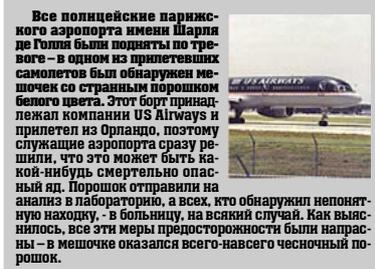 Все полицейские парижс-
кого аэропорта имени Шарля
де Голля были подняты по тре-
воге – в одном из прилетевших
самолетов был обнаружен ме-
шочек со странным порошком
белого цвета. Этот борт принад-
лежал компании US Airways и
прилетел из Орландо, поэтому
служащие аэропорта сразу ре-
шили, что это может быть ка-
кой-нибудь смертельно опас-
ный яд. Порошок отправили на
анализ в лабораторию, а всех, кто обнаружил непонят-
ную находку, - в больницу, на всякий случай. Как выяс-
нилось, все эти меры предосторожности были напрас-
ны – в мешочке оказался всего-навсего чесночный по-
рошок.
US AIRWAYS